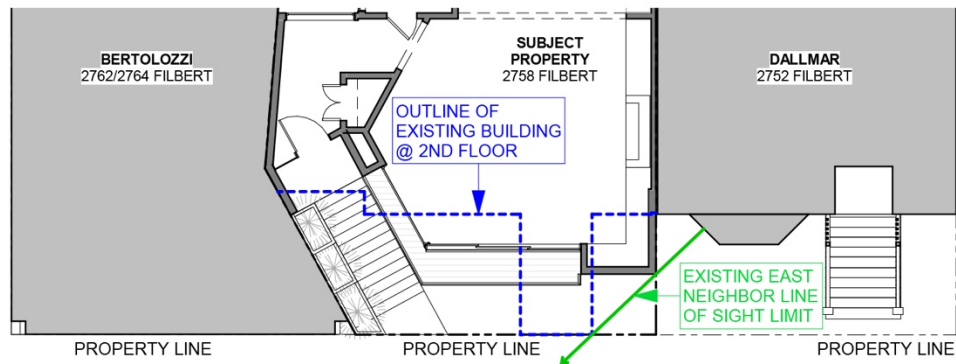 BERTOLOZZI
2762/2764 FILBERT
SUBJECT
PROPERTY
2758 FILBERT
DALLMAR
2752 FILBERT
OUTLINE OF
EXISTING BUILDING
@ 2ND FLOOR
EXISTING EAST
NEIGHBOR LINE
OF SIGHT LIMIT
PROPERTY LINE
PROPERTY LINE
PROPERTY LINE